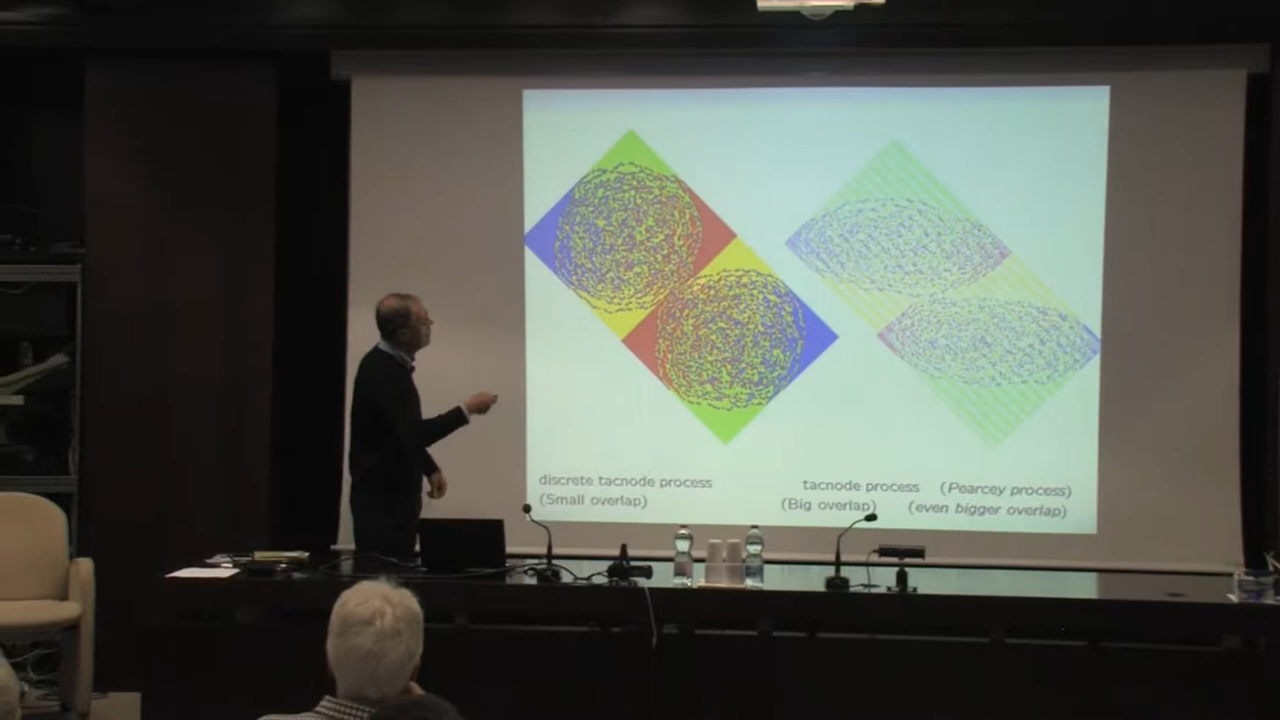 discrete tacnode process
(Small overlap)
tacnode process (Pearcey process)
(Big overlap) (even bigger overlap)